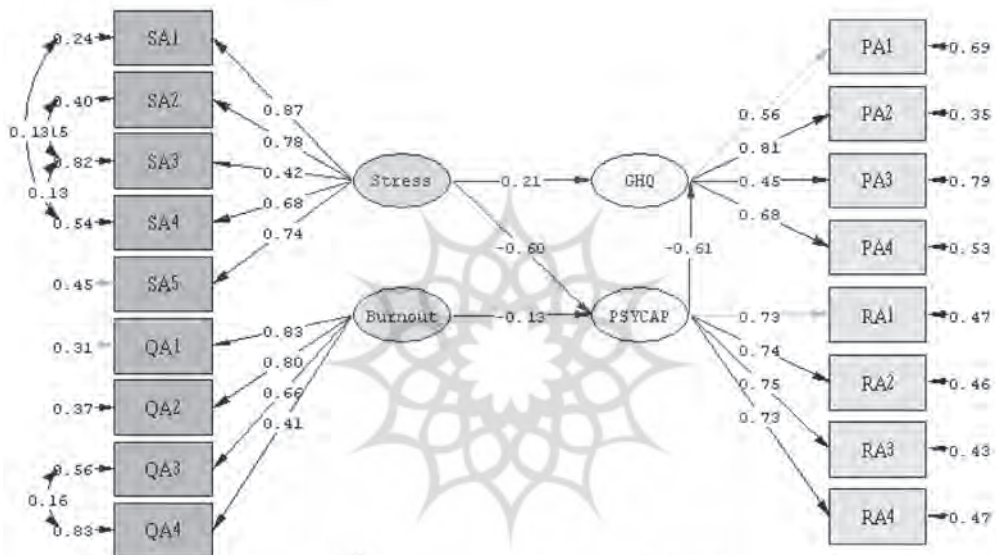 0.24 SA1
0.40 SA2
0.82 SA3
0.54 SA4
0.45 SA5
0.31 QA1
0.37 QA2
0.56 QA3
0.83 QA4
0.13
0.13
0.16
0.87
0.78
0.42
0.68
0.74
0.83
0.80
0.66
0.41
Stress
Burnout
0.21
-0.60
-0.13
GHQ
PSYCAP
-0.61
0.56
0.81
0.45
0.68
0.73
0.74
0.75
0.73
PA1 0.69
PA2 0.35
PA3 0.79
PA4 0.53
RA1 0.47
RA2 0.46
RA3 0.43
RA4 0.47